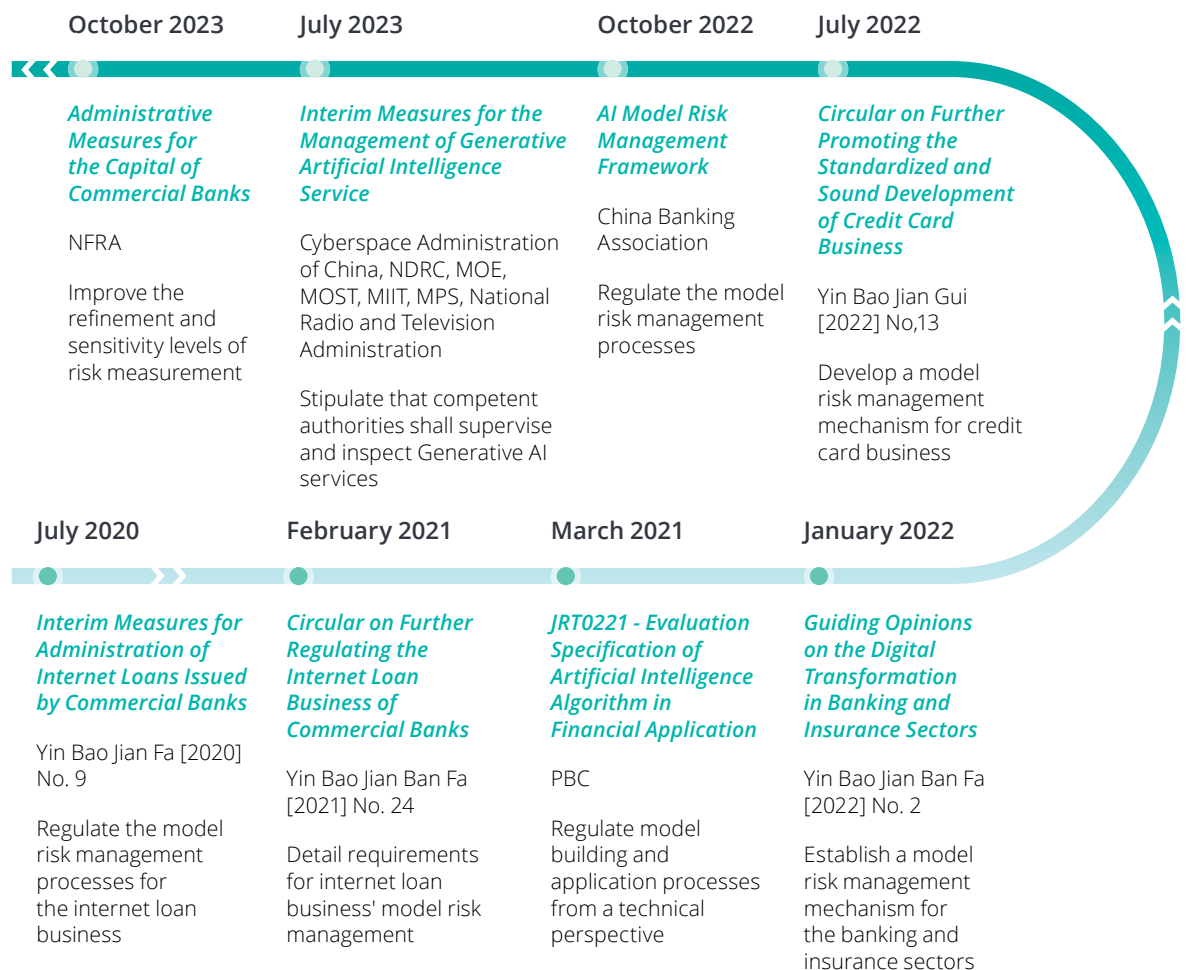 October 2023
Administrative
Measures for
the Capital of
Commercial Banks
NFRA
Improve the
refinement and
sensitivity levels of
risk measurement
July 2023
Interim Measures for the
Management of Generative
Artificial Intelligence
Service
Cyberspace Administration
of China, NDRC, MOE,
MOST, MIIT, MPS, National
Radio and Television
Administration
Stipulate that competent
authorities shall supervise
and inspect Generative AI
services
October 2022
AI Model Risk
Management
Framework
China Banking
Association
Regulate the model
risk management
processes
July 2022
Circular on Further
Promoting the
Standardized and
Sound Development
of Credit Card
Business
Yin Bao Jian Gui
[2022] No,13
Develop a model
risk management
mechanism for credit
card business
July 2020
Interim Measures for
Administration of
Internet Loans Issued
by Commercial Banks
Yin Bao Jian Fa [2020]
No. 9
Regulate the model
risk management
processes for
the internet loan
business
February 2021
Circular on Further
Regulating the
Internet Loan
Business of
Commercial Banks
Yin Bao Jian Ban Fa
[2021] No. 24
Detail requirements
for internet loan
business' model risk
management
March 2021
JRT0221 - Evaluation
Specification of
Artificial Intelligence
Algorithm in
Financial Application
PBC
Regulate model
building and
application processes
from a technical
perspective
January 2022
Guiding Opinions
on the Digital
Transformation
in Banking and
Insurance Sectors
Yin Bao Jian Ban Fa
[2022] No. 2
Establish a model
risk management
mechanism for
the banking and
insurance sectors